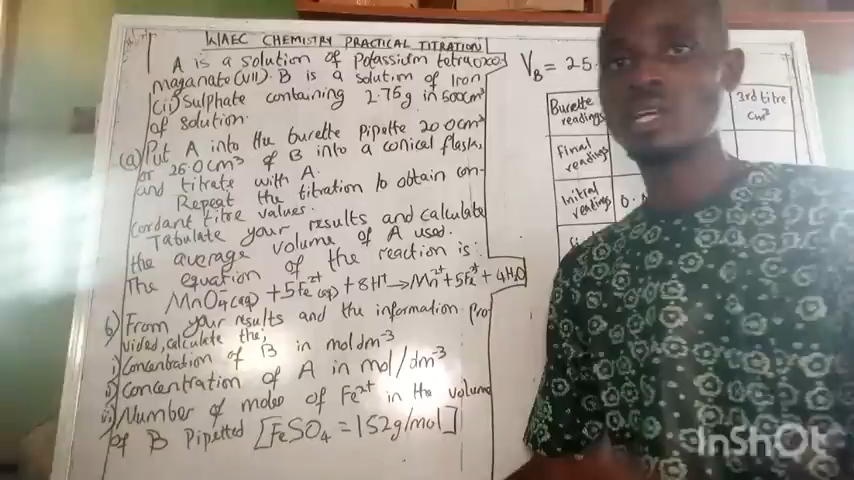 WAEC CHEMISTRY PRACTICAL TITRATION
A is a solution of Potassium tetraoxo
maganate(VII). B is a solution of Iron
(ii) Sulphate containing 2.75g in 500cm³
of solution.
(a) Put A into the burette Pipette 20.0cm³
or 25.0cm³ of B into a conical flask,
and titrate with A.
Repeat the titration to obtain con-
cordant titre values.
Tabulate your results and calculate
the average volume of A used.
The equation of the reaction is:
MnO₄(aq) + 5Fe²⁺(aq) + 8H⁺ → Mn²⁺ + 5Fe³⁺ + 4H₂O
b) From your results and the information pro
vided, calculate the;
i) Concentration of B in moldm⁻³
ii) Concentration of A in mol/dm⁻³
iii) Number of moles of Fe²⁺ in the volume
of B Pipetted [FeSO₄ = 152g/mol]
V_B = 25.
Burette readings
3rd titre cm³
Final readings
Initial readings
0.
InShOt